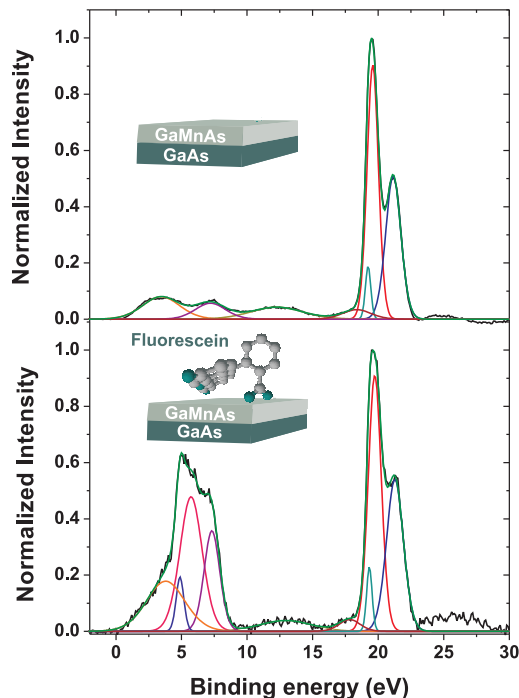 1.0
0.8
0.6
0.4
0.2
0.0
Normalized Intensity
GaMnAs
GaAs
1.0
0.8
0.6
0.4
0.2
0.0
Normalized Intensity
Fluorescein
GaMnAs
GaAs
0 5 10 15 20 25 30
Binding energy (eV)